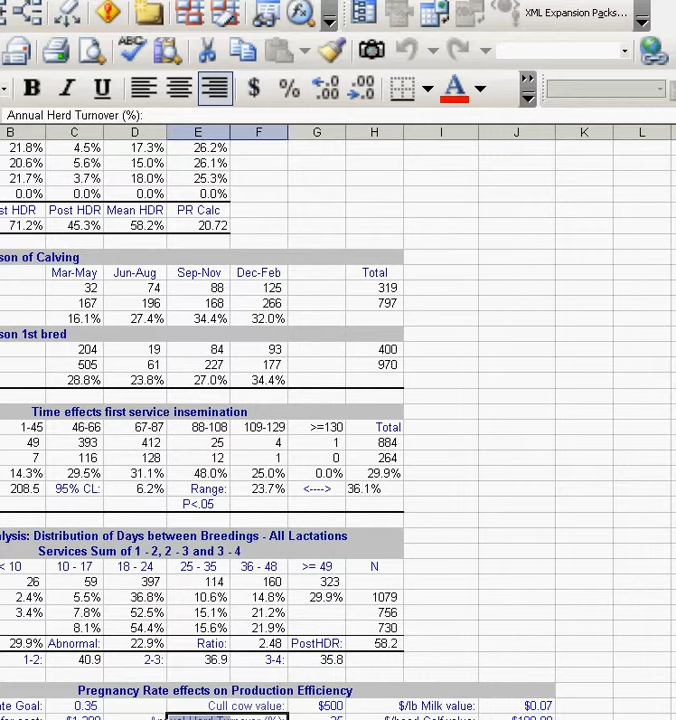 XML Expansion Packs...
B I U $ % A
Annual Herd Turnover (%):
B C D E F G H I J K L
21.8% 4.5% 17.3% 26.2%
20.6% 5.6% 15.0% 26.1%
21.7% 3.7% 18.0% 25.3%
0.0% 0.0% 0.0% 0.0%
st HDR Post HDR Mean HDR PR Calc
71.2% 45.3% 58.2% 20.72
son of Calving
Mar-May Jun-Aug Sep-Nov Dec-Feb Total
32 74 88 125 319
167 196 168 266 797
16.1% 27.4% 34.4% 32.0%
son 1st bred
204 19 84 93 400
505 61 227 177 970
28.8% 23.8% 27.0% 34.4%
Time effects first service insemination
1-45 46-66 67-87 88-108 109-129 >=130 Total
49 393 412 25 4 1 884
7 116 128 12 1 0 264
14.3% 29.5% 31.1% 48.0% 25.0% 0.0% 29.9%
208.5 95% CL: 6.2% Range: 23.7% <----> 36.1%
P<.05
alysis: Distribution of Days between Breedings - All Lactations
Services Sum of 1 - 2, 2 - 3 and 3 - 4
< 10 10 - 17 18 - 24 25 - 35 36 - 48 >= 49 N
26 59 397 114 160 323
2.4% 5.5% 36.8% 10.6% 14.8% 29.9% 1079
3.4% 7.8% 52.5% 15.1% 21.2% 756
8.1% 54.4% 15.6% 21.9% 730
29.9% Abnormal: 22.9% Ratio: 2.48 PostHDR: 58.2
1-2: 40.9 2-3: 36.9 3-4: 35.8
Pregnancy Rate effects on Production Efficiency
ate Goal: 0.35 Cull cow value: $500 $/lb Milk value: $0.07